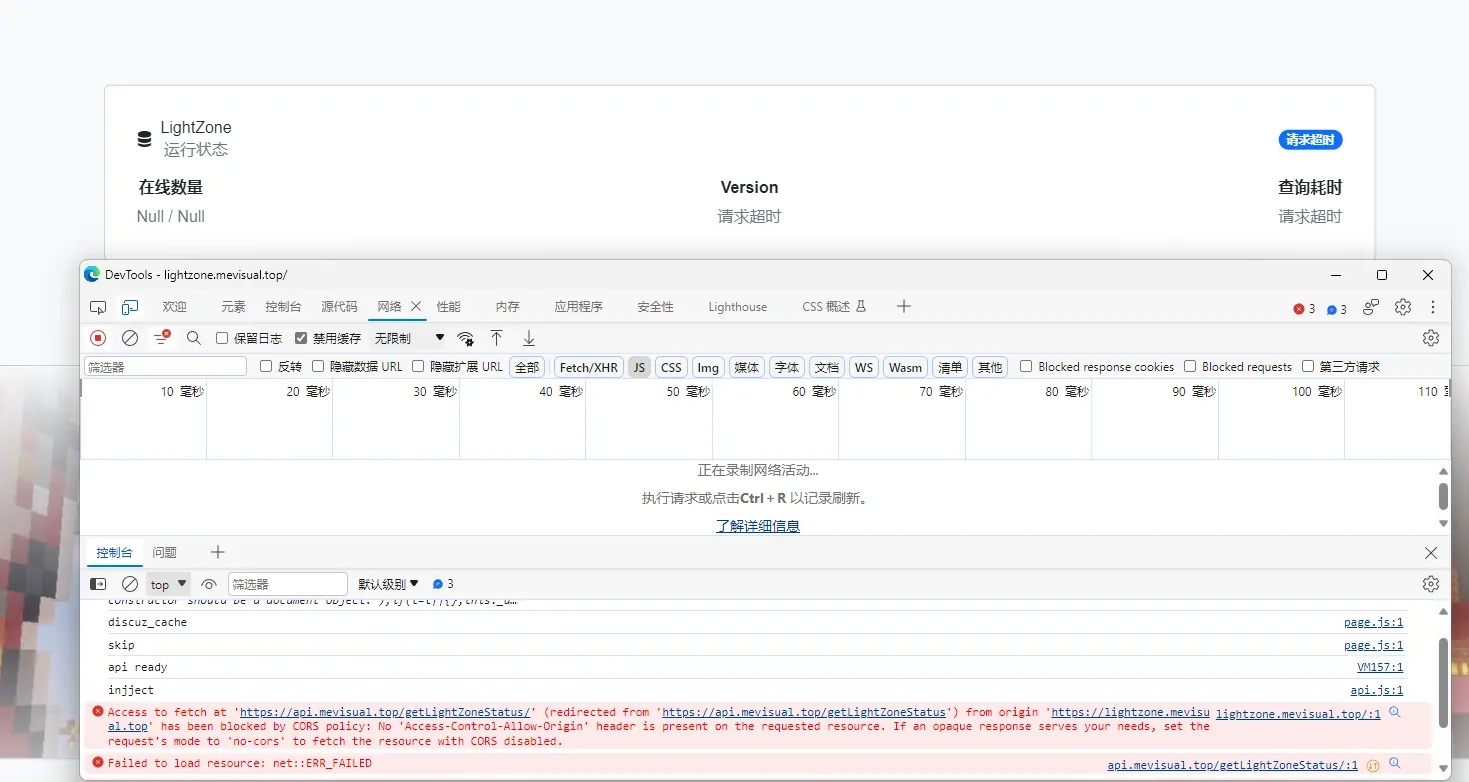 LightZone
运行状态
请求超时
在线数量 Version 查询耗时
Null / Null 请求超时 请求超时
DevTools - lightzone.mevisual.top/
欢迎 元素 控制台 源代码 网络 性能 内存 应用程序 安全性 Lighthouse CSS 概述 3 3
保留日志 禁用缓存 无限制
筛选器 反转 隐藏数据 URL 隐藏扩展 URL 全部 Fetch/XHR JS CSS Img 媒体 字体 文档 WS Wasm 清单 其他 Blocked response cookies Blocked requests 第三方请求
10 毫秒 20 毫秒 30 毫秒 40 毫秒 50 毫秒 60 毫秒 70 毫秒 80 毫秒 90 毫秒 100 毫秒 110
正在录制网络活动...
执行请求或点击Ctrl + R 以记录刷新。
了解详细信息
控制台 问题
top 筛选器 默认级别 3
constructor should be a document object.
discuz_cache page.js:1
skip page.js:1
api ready VM157:1
injject api.js:1
Access to fetch at 'https://api.mevisual.top/getLightZoneStatus/' (redirected from 'https://api.mevisual.top/getLightZoneStatus') from origin 'https://lightzone.mevisu lightzone.mevisual.top/:1
al.top' has been blocked by CORS policy: No 'Access-Control-Allow-Origin' header is present on the requested resource. If an opaque response serves your needs, set the
request's mode to 'no-cors' to fetch the resource with CORS disabled.
Failed to load resource: net::ERR_FAILED api.mevisual.top/getLightZoneStatus/:1